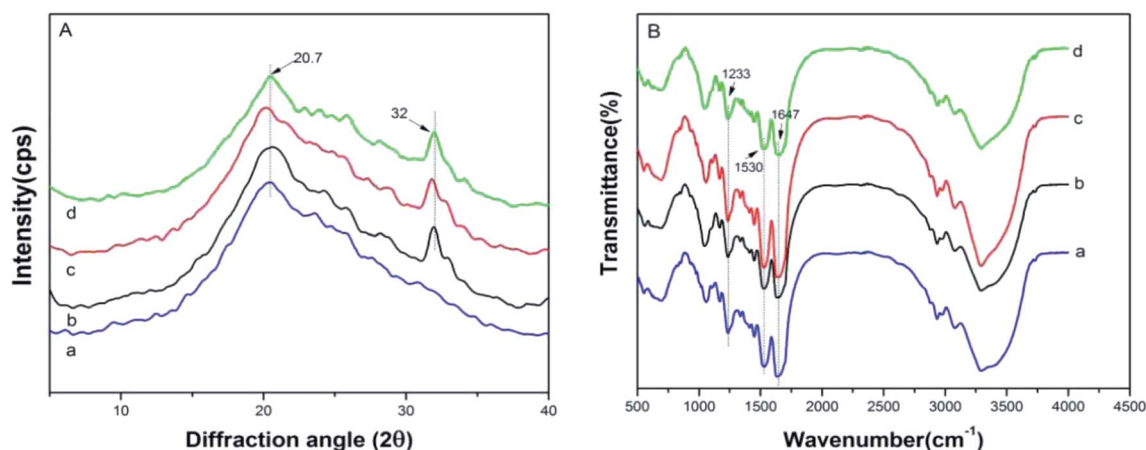 A
20.7
32
d
c
b
a
10
20
30
40
Diffraction angle (2θ)
Intensity(cps)
B
d
c
b
a
1233
1647
1530
500
1000
1500
2000
2500
3000
3500
4000
4500
Wavenumber(cm⁻¹)
Transmittance(%)